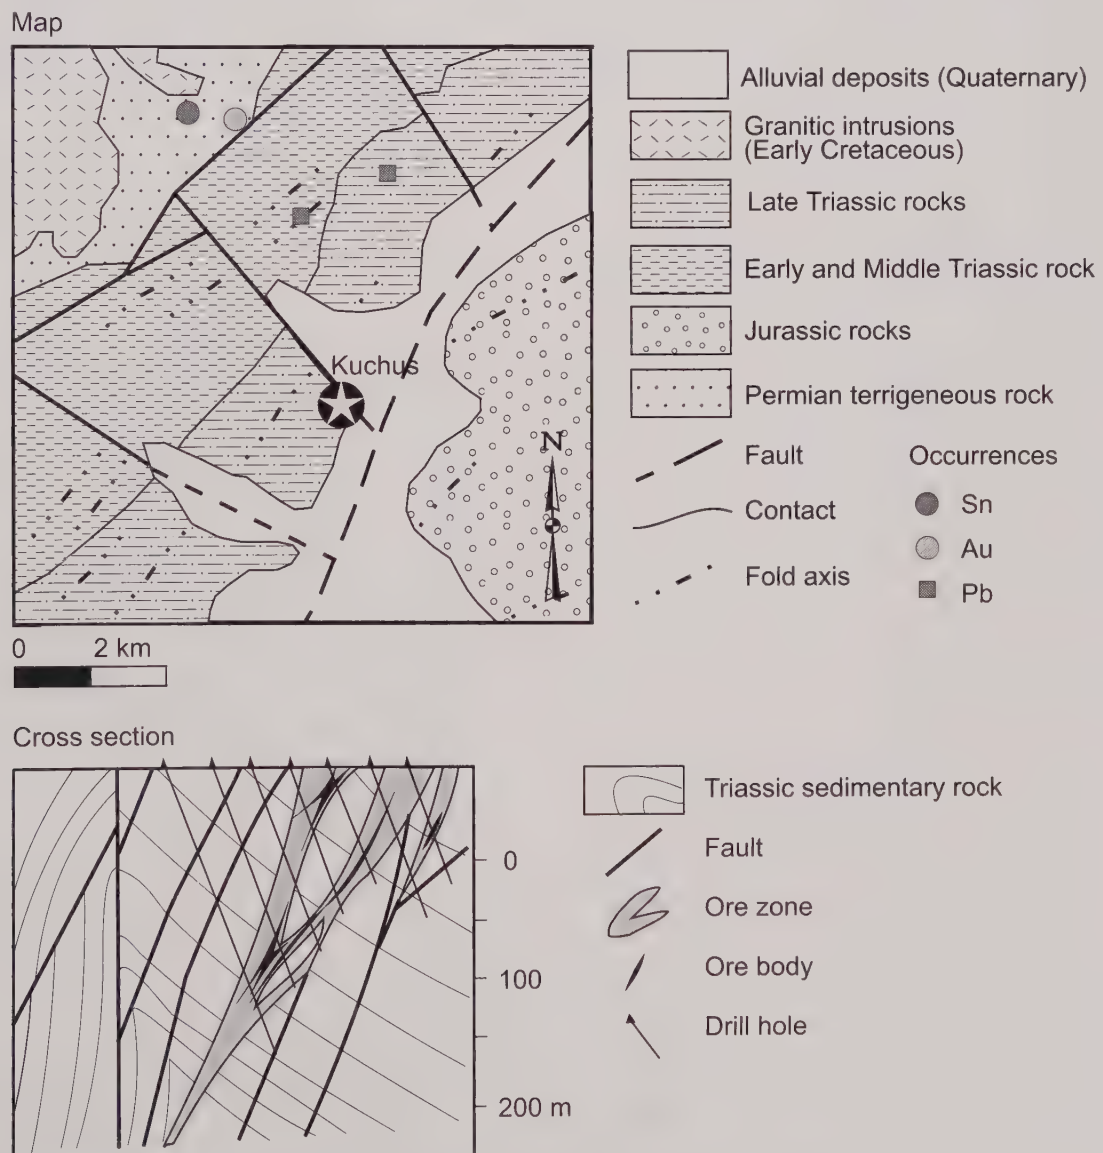 Map
Alluvial deposits (Quaternary)
Granitic intrusions
(Early Cretaceous)
Late Triassic rocks
Early and Middle Triassic rock
Jurassic rocks
Permian terrigeneous rock
Fault
Contact
Fold axis
Occurrences
Sn
Au
Pb
Kuchus
N
0 2 km
Cross section
0
100
200 m
Triassic sedimentary rock
Fault
Ore zone
Ore body
Drill hole